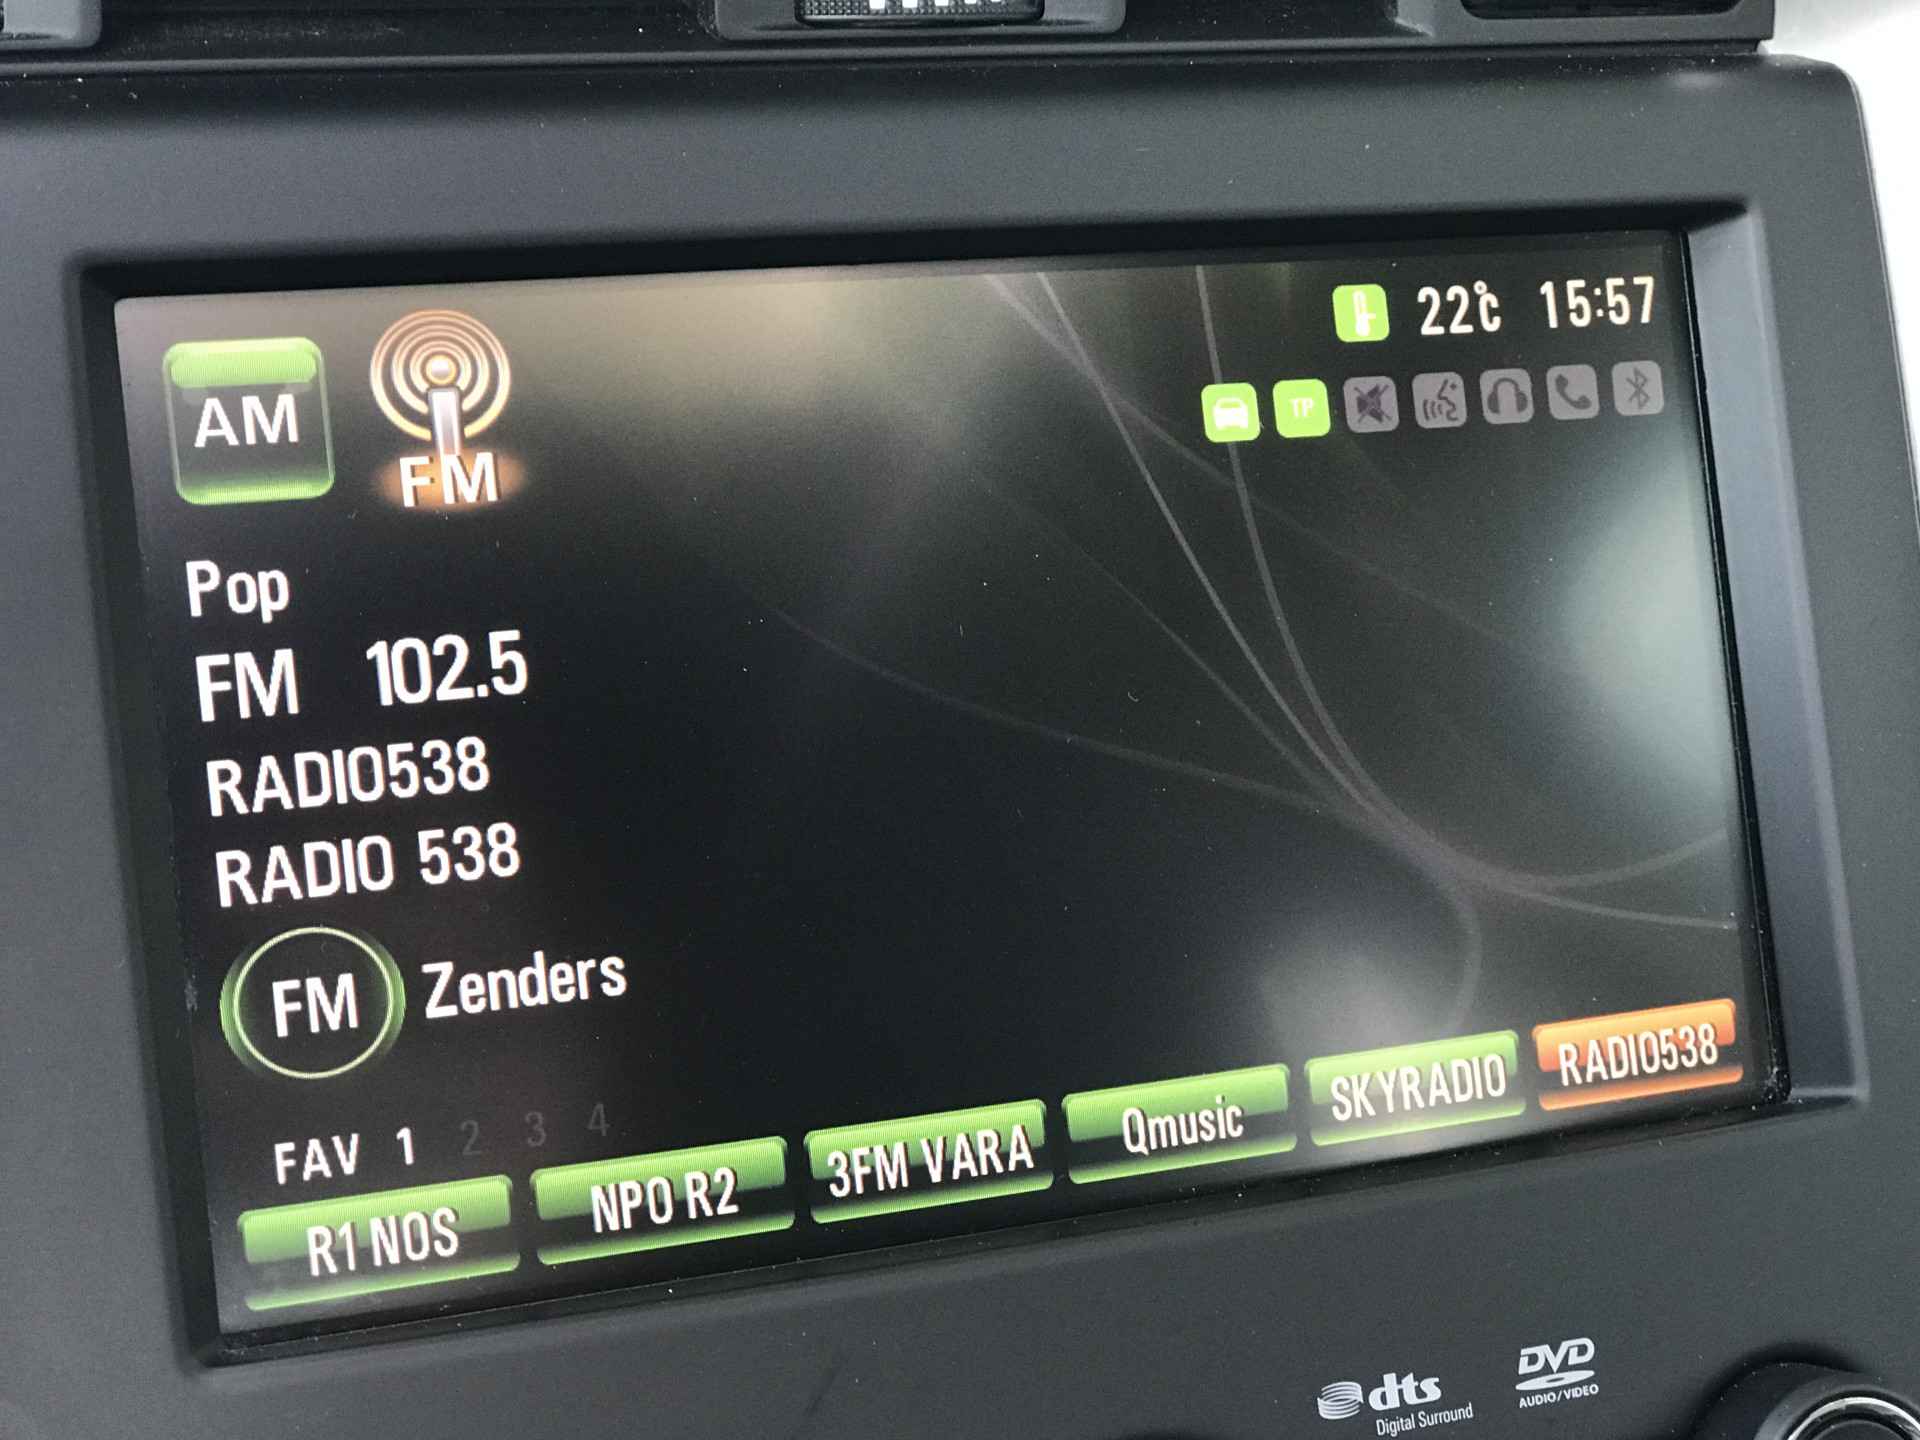 22°C 15:57
AM
FM
TP
Pop
FM 102.5
RADIO538
RADIO 538
FM Zenders
FAV 1 2 3 4
R1 NOS NPO R2 3FM VARA Qmusic SKYRADIO RADIO538
dts
Digital Surround
DVD
AUDIO/VIDEO